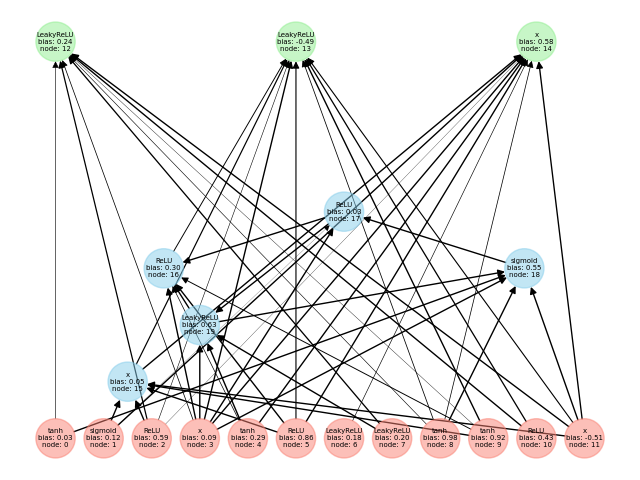 LeakyReLU
bias: 0.24
node: 12
LeakyReLU
bias: -0.49
node: 13
x
bias: 0.58
node: 14
ReLU
bias: 0.03
node: 17
ReLU
bias: 0.30
node: 16
sigmoid
bias: 0.55
node: 18
LeakyReLU
bias: 0.63
node: 19
x
bias: 0.05
node: 15
tanh
bias: 0.03
node: 0
sigmoid
bias: 0.12
node: 1
ReLU
bias: 0.59
node: 2
x
bias: 0.09
node: 3
tanh
bias: 0.29
node: 4
ReLU
bias: 0.86
node: 5
LeakyReLU
bias: 0.18
node: 6
LeakyReLU
bias: 0.20
node: 7
tanh
bias: 0.98
node: 8
tanh
bias: 0.92
node: 9
ReLU
bias: 0.43
node: 10
x
bias: -0.51
node: 11